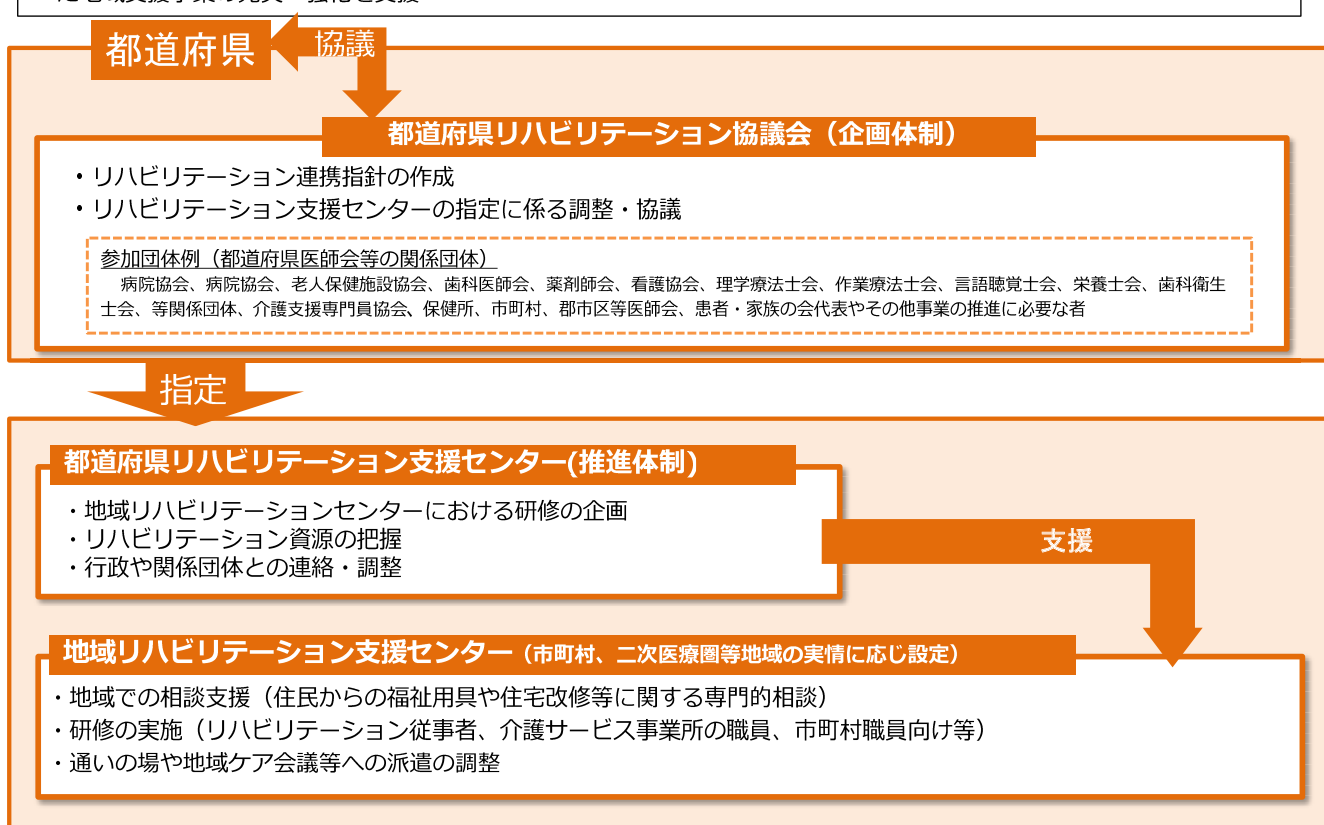 都道府県
協議
都道府県リハビリテーション協議会（企画体制）
・リハビリテーション連携指針の作成
・リハビリテーション支援センターの指定に係る調整・協議
参加団体例（都道府県医師会等の関係団体）
病院協会、病院協会、老人保健施設協会、歯科医師会、薬剤師会、看護協会、理学療法士会、作業療法士会、言語聴覚士会、栄養士会、歯科衛生
士会、等関係団体、介護支援専門員協会、保健所、市町村、郡市区等医師会、患者・家族の会代表やその他事業の推進に必要な者
指定
都道府県リハビリテーション支援センター(推進体制)
・地域リハビリテーションセンターにおける研修の企画
・リハビリテーション資源の把握
・行政や関係団体との連絡・調整
支援
地域リハビリテーション支援センター（市町村、二次医療圏等地域の実情に応じ設定）
・地域での相談支援（住民からの福祉用具や住宅改修等に関する専門的相談）
・研修の実施（リハビリテーション従事者、介護サービス事業所の職員、市町村職員向け等）
・通いの場や地域ケア会議等への派遣の調整